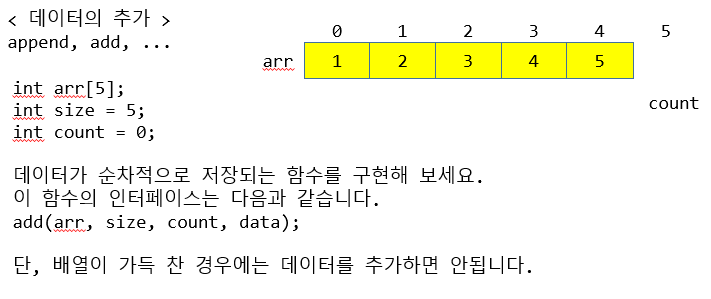 < 데이터의 추가 >
append, add, ...
0 1 2 3 4 5
arr 1 2 3 4 5
count
int arr[5];
int size = 5;
int count = 0;
데이터가 순차적으로 저장되는 함수를 구현해 보세요.
이 함수의 인터페이스는 다음과 같습니다.
add(arr, size, count, data);
단, 배열이 가득 찬 경우에는 데이터를 추가하면 안됩니다.